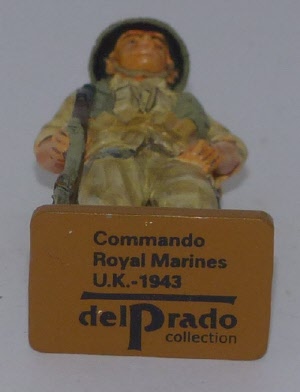 Commando
Royal Marines
U.K.-1943
delPrado
collection